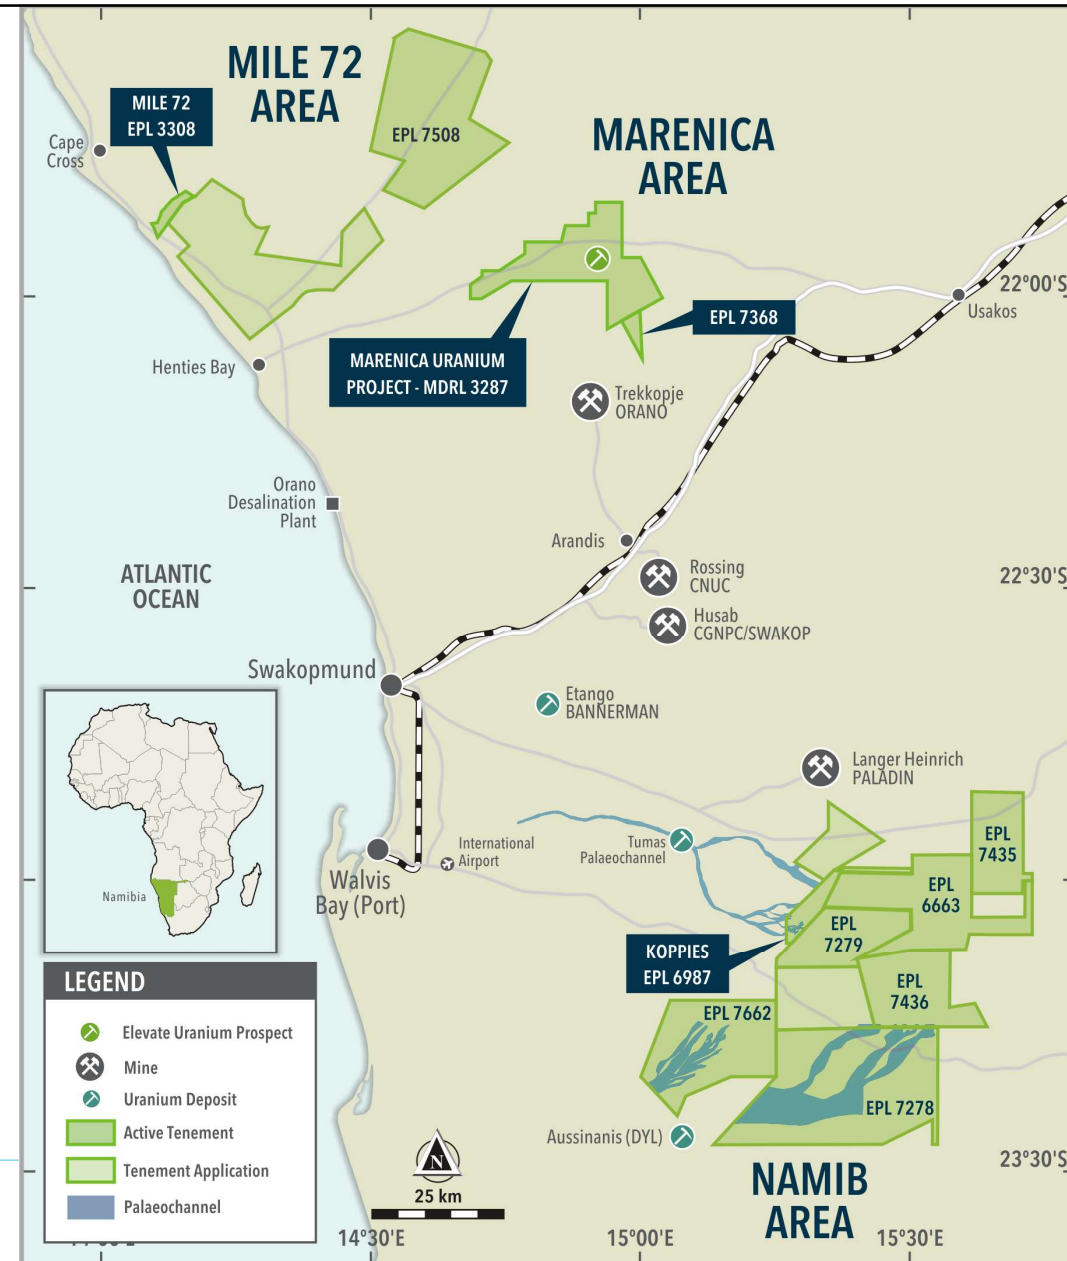 MILE 72
AREA
MILE 72
EPL 3308
Cape
Cross
EPL 7508
MARENICA
AREA
22°00'S
Usakos
EPL 7368
MARENICA URANIUM
PROJECT - MDRL 3287
Henties Bay
Trekkopje
ORANO
Orano
Desalination
Plant
Arandis
ATLANTIC
OCEAN
Rossing
CNUC
22°30'S
Husab
CGNPC/SWAKOP
Swakopmund
Etango
BANNERMAN
Langer Heinrich
PALADIN
International
Airport
Tumas
Palaeochannel
Walvis
Bay (Port)
Namibia
EPL
7435
EPL
6663
EPL
7279
KOPPIES
EPL 6987
EPL
7436
EPL 7662
EPL 7278
Aussinanis (DYL)
LEGEND
Elevate Uranium Prospect
Mine
Uranium Deposit
Active Tenement
Tenement Application
Palaeochannel
N
25 km
NAMIB
AREA
23°30'S
14°30'E
15°00'E
15°30'E